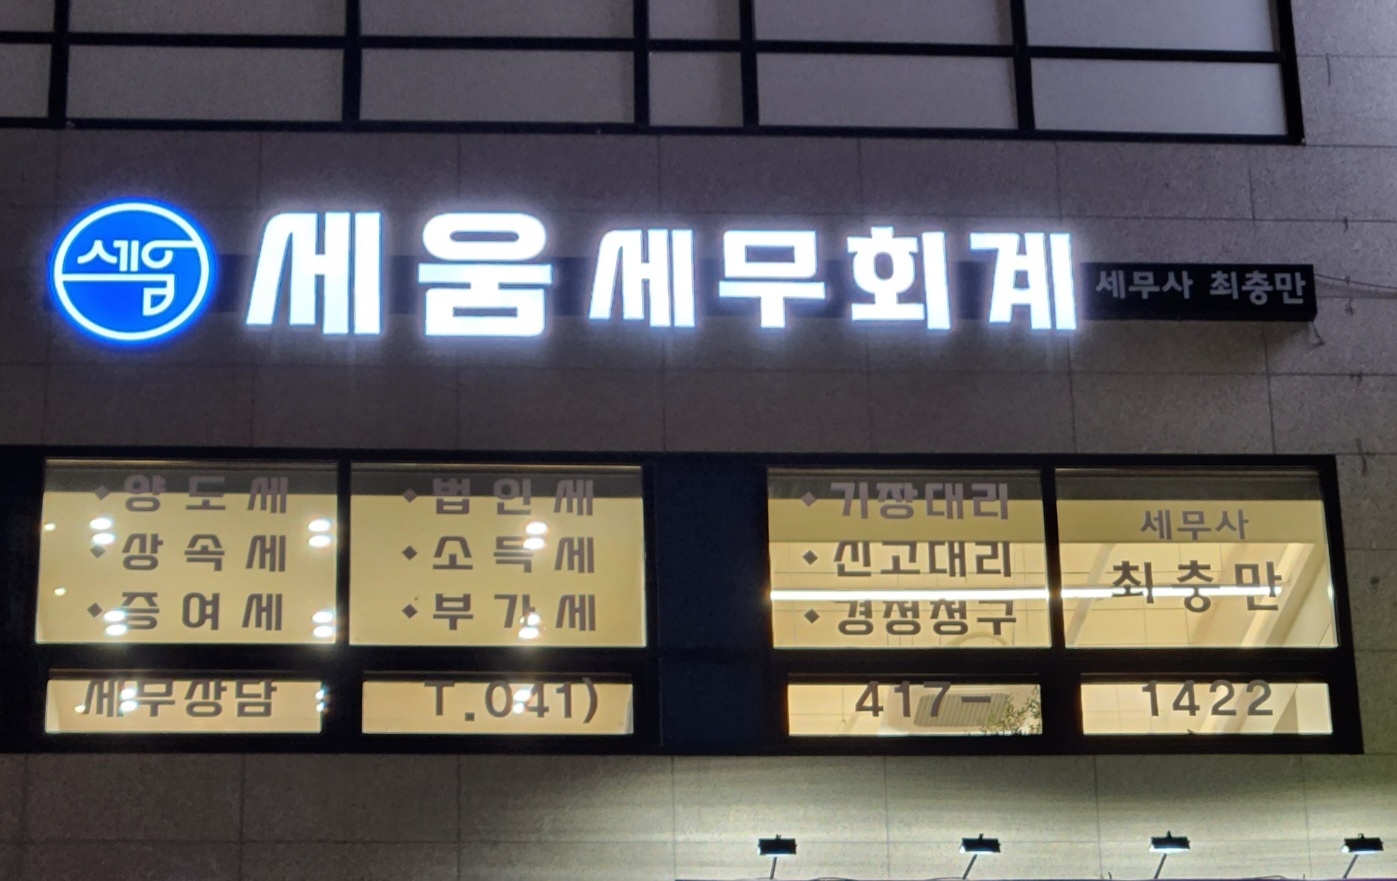 세움
세움 세무회계
세무사 최충만
◆ 양도세
◆ 상속세
◆ 증여세
◆ 법인세
◆ 소득세
◆ 부가세
◆ 기장대리
◆ 신고대리
◆ 경정청구
세무사
최충만
세무상담 T.041) 417-1422